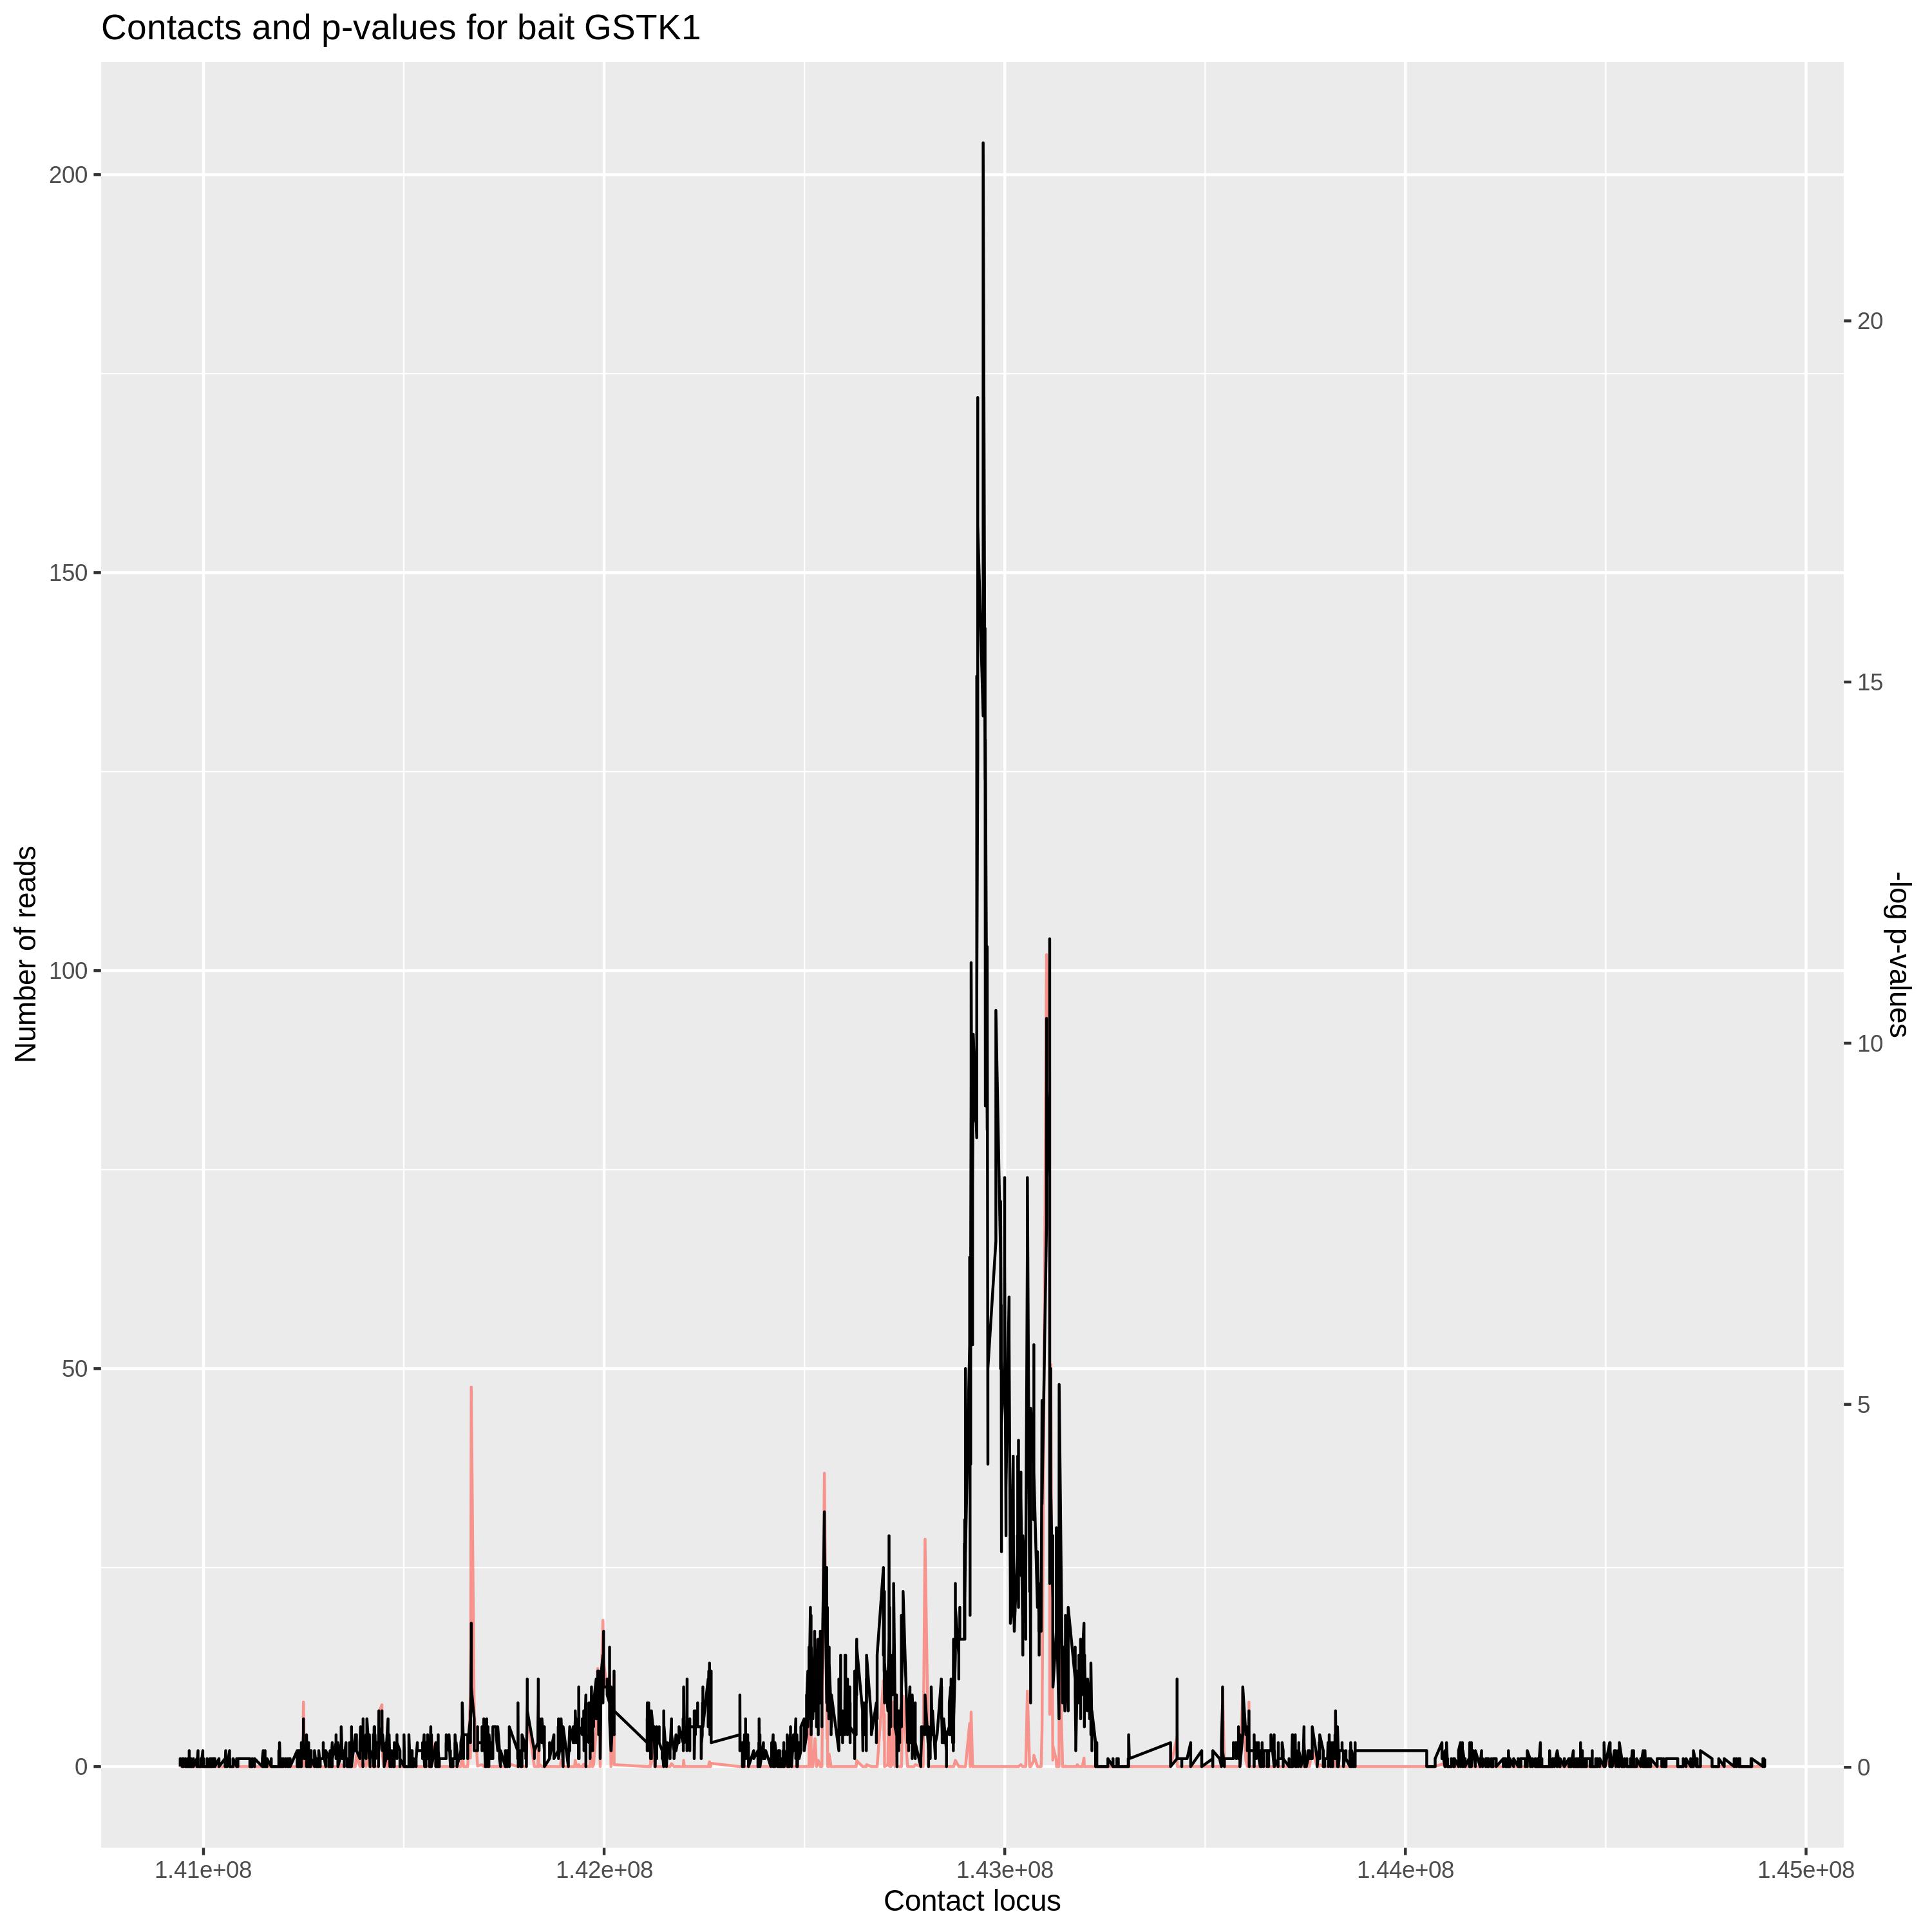 Contacts and p-values for bait GSTK1
200
150
100
50
0
20
15
10
5
0
Number of reads
-log p-values
1.41e+08
1.42e+08
1.43e+08
1.44e+08
1.45e+08
Contact locus